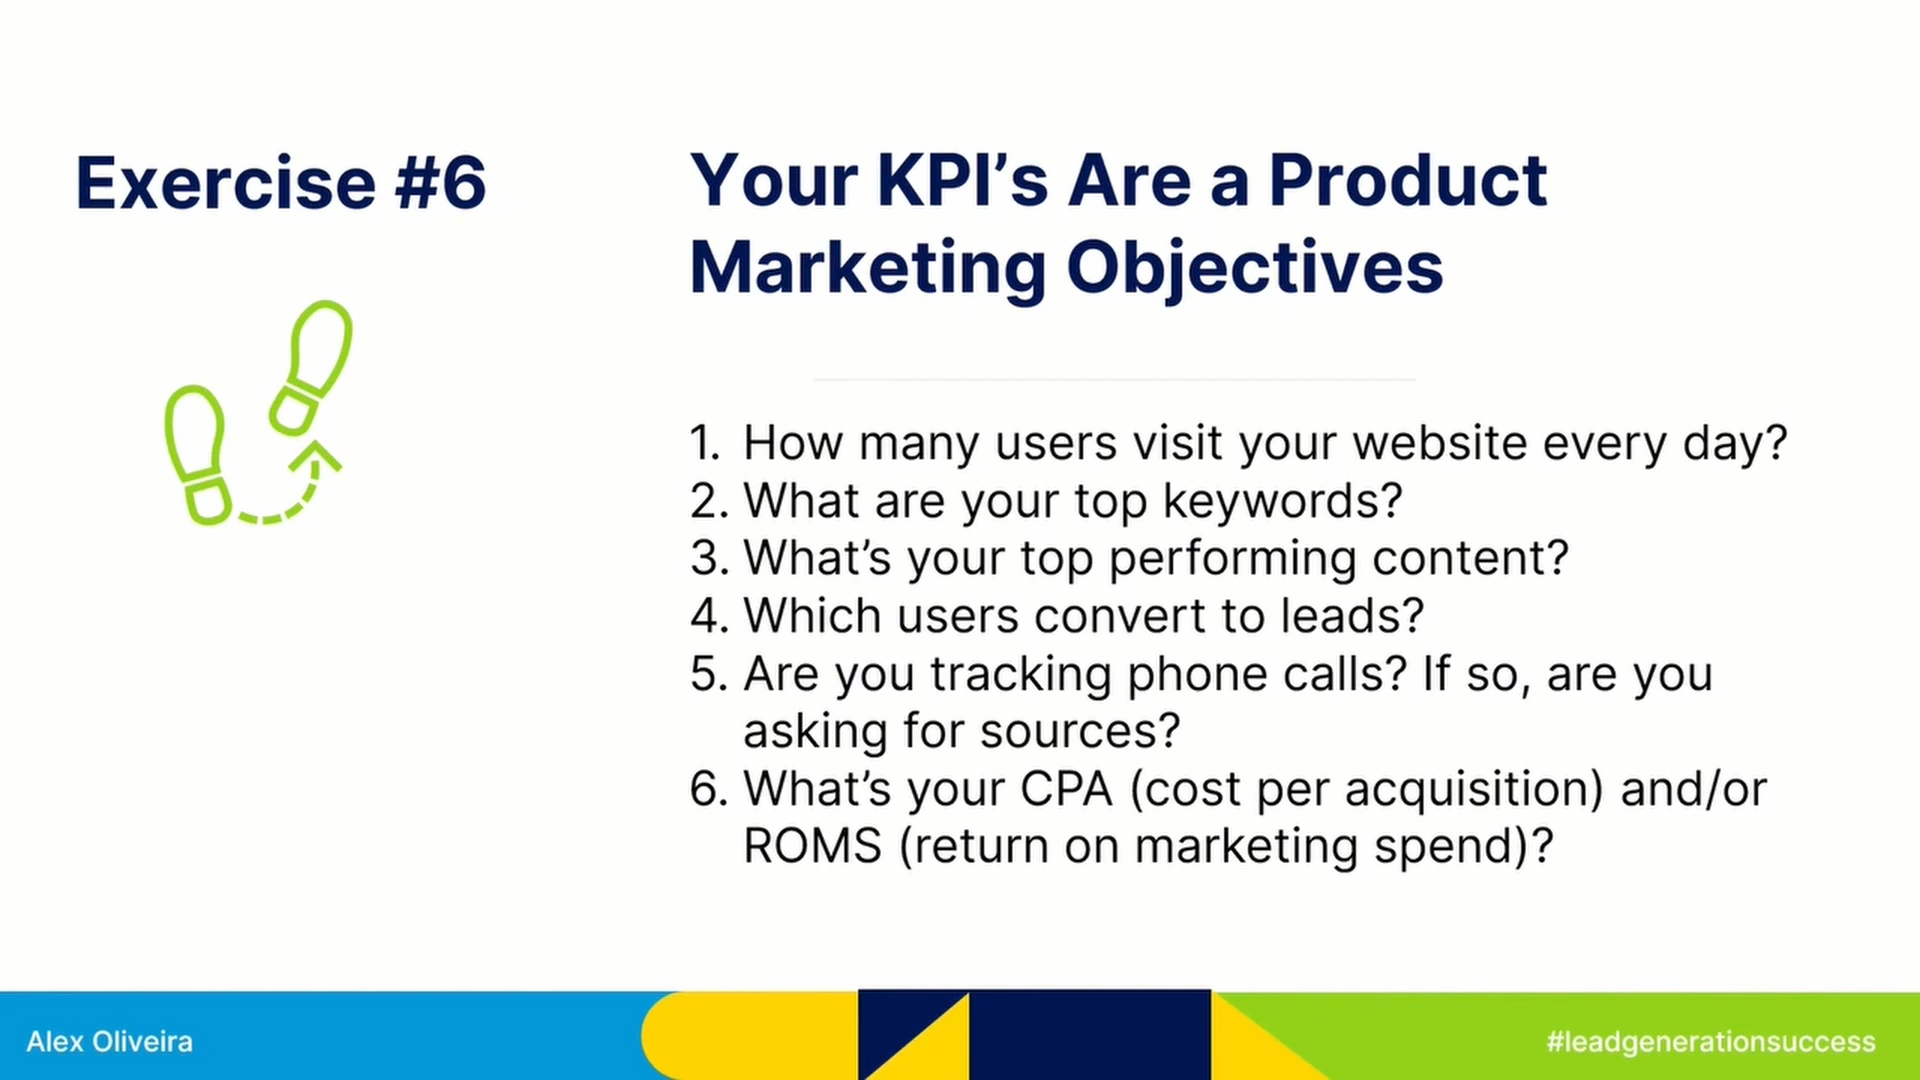 Exercise #6
Your KPI’s Are a Product
Marketing Objectives
1. How many users visit your website every day?
2. What are your top keywords?
3. What’s your top performing content?
4. Which users convert to leads?
5. Are you tracking phone calls? If so, are you
asking for sources?
6. What’s your CPA (cost per acquisition) and/or
ROMS (return on marketing spend)?
Alex Oliveira
#leadgenerationsuccess